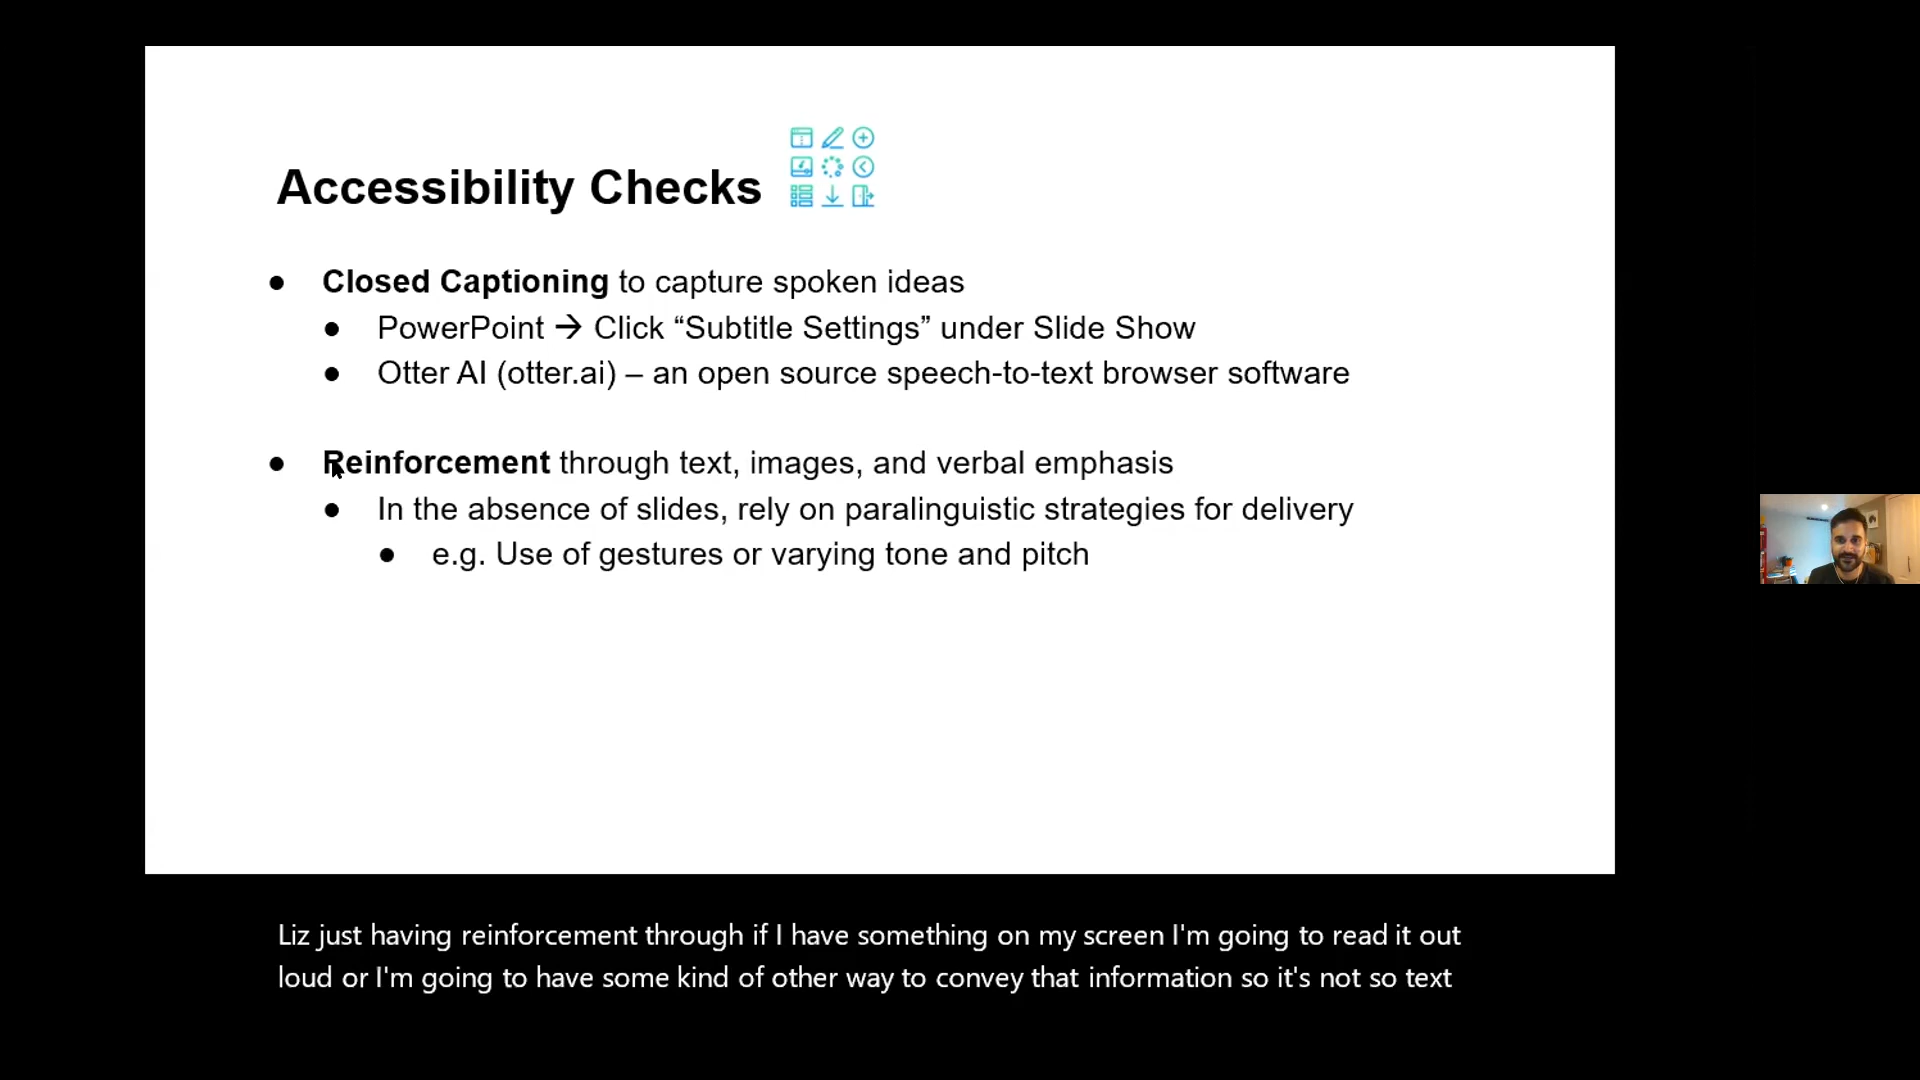 Accessibility Checks
● Closed Captioning to capture spoken ideas
● PowerPoint → Click “Subtitle Settings” under Slide Show
● Otter AI (otter.ai) – an open source speech-to-text browser software
● Reinforcement through text, images, and verbal emphasis
● In the absence of slides, rely on paralinguistic strategies for delivery
● e.g. Use of gestures or varying tone and pitch
Liz just having reinforcement through if I have something on my screen I'm going to read it out
loud or I'm going to have some kind of other way to convey that information so it's not so text